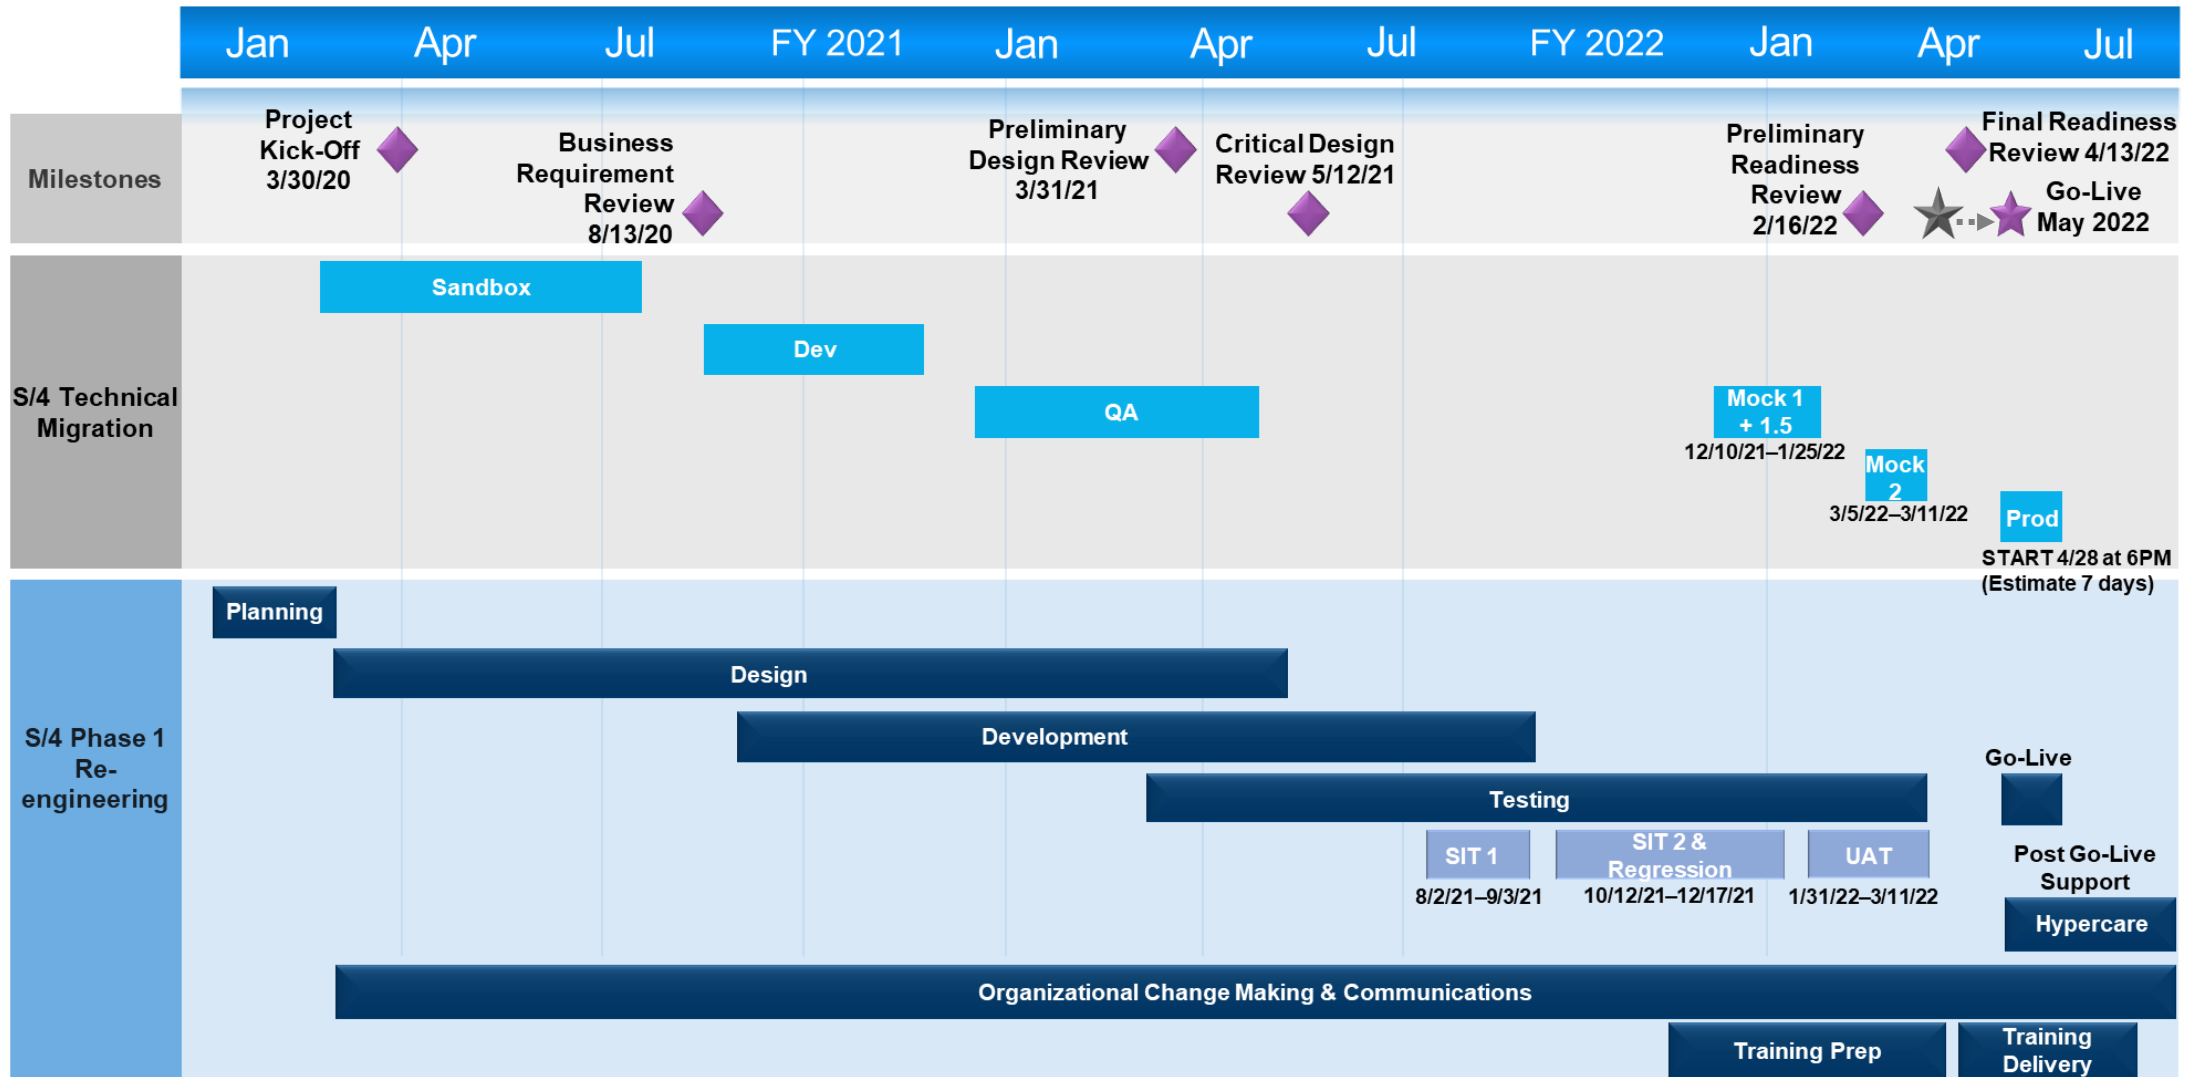 Jan Apr Jul FY 2021 Jan Apr Jul FY 2022 Jan Apr Jul
Milestones
Project
Kick-Off
3/30/20
Business
Requirement
Review
8/13/20
Preliminary
Design Review
3/31/21
Critical Design
Review 5/12/21
Preliminary
Readiness
Review
2/16/22
Final Readiness
Review 4/13/22
Go-Live
May 2022
S/4 Technical
Migration
Sandbox
Dev
QA
Mock 1
+ 1.5
12/10/21–1/25/22
Mock
2
3/5/22–3/11/22
Prod
START 4/28 at 6PM
(Estimate 7 days)
S/4 Phase 1
Re-
engineering
Planning
Design
Development
Testing
Go-Live
SIT 1
8/2/21–9/3/21
SIT 2 &
Regression
10/12/21–12/17/21
UAT
1/31/22–3/11/22
Post Go-Live
Support
Hypercare
Organizational Change Making & Communications
Training Prep
Training
Delivery